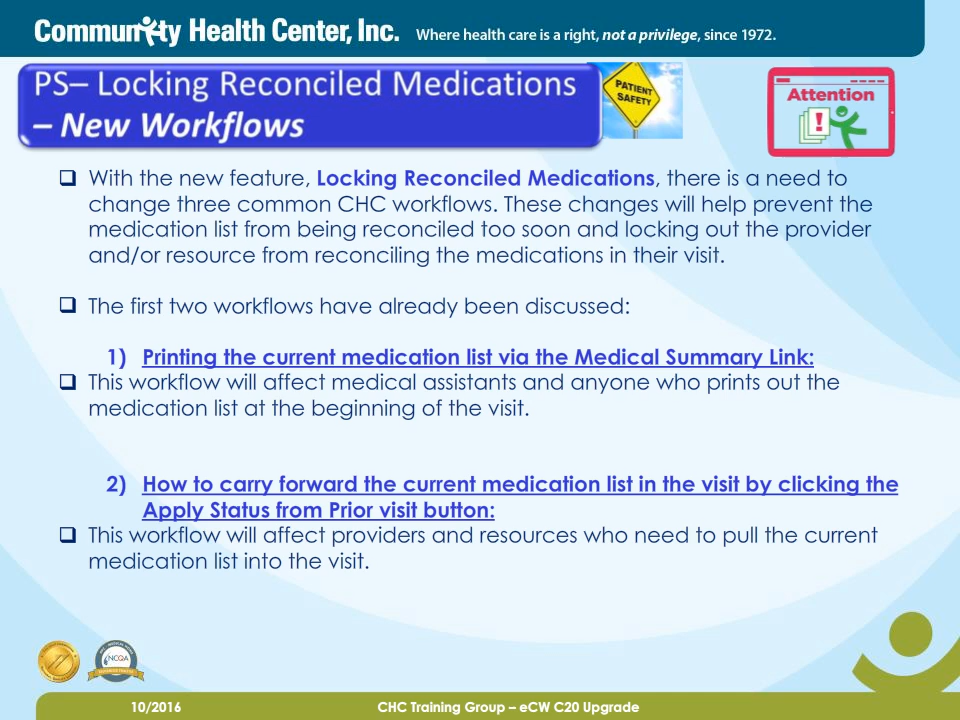 Community Health Center, Inc. Where health care is a right, not a privilege, since 1972.
PS– Locking Reconciled Medications
– New Workflows
PATIENT
SAFETY
Attention
!
❑ With the new feature, Locking Reconciled Medications, there is a need to
change three common CHC workflows. These changes will help prevent the
medication list from being reconciled too soon and locking out the provider
and/or resource from reconciling the medications in their visit.
❑ The first two workflows have already been discussed:
1) Printing the current medication list via the Medical Summary Link:
❑ This workflow will affect medical assistants and anyone who prints out the
medication list at the beginning of the visit.
2) How to carry forward the current medication list in the visit by clicking the
Apply Status from Prior visit button:
❑ This workflow will affect providers and resources who need to pull the current
medication list into the visit.
NCQA
10/2016
CHC Training Group – eCW C20 Upgrade